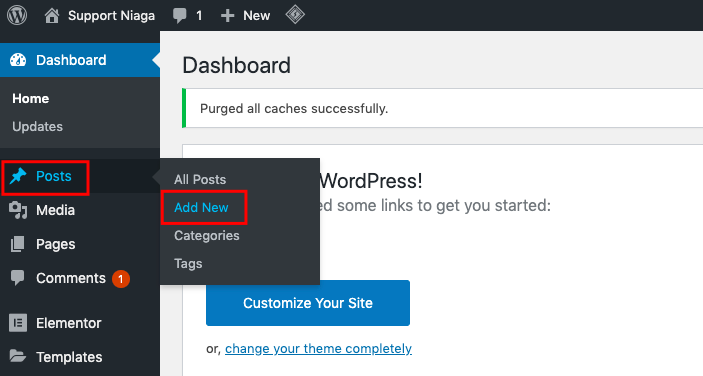 Support Niaga 1 + New
Dashboard
Home
Updates
Posts
Media
Pages
Comments 1
Elementor
Templates
All Posts
Add New
Categories
Tags
Dashboard
Purged all caches successfully.
WordPress!
ed some links to get you started:
Customize Your Site
or, change your theme completely